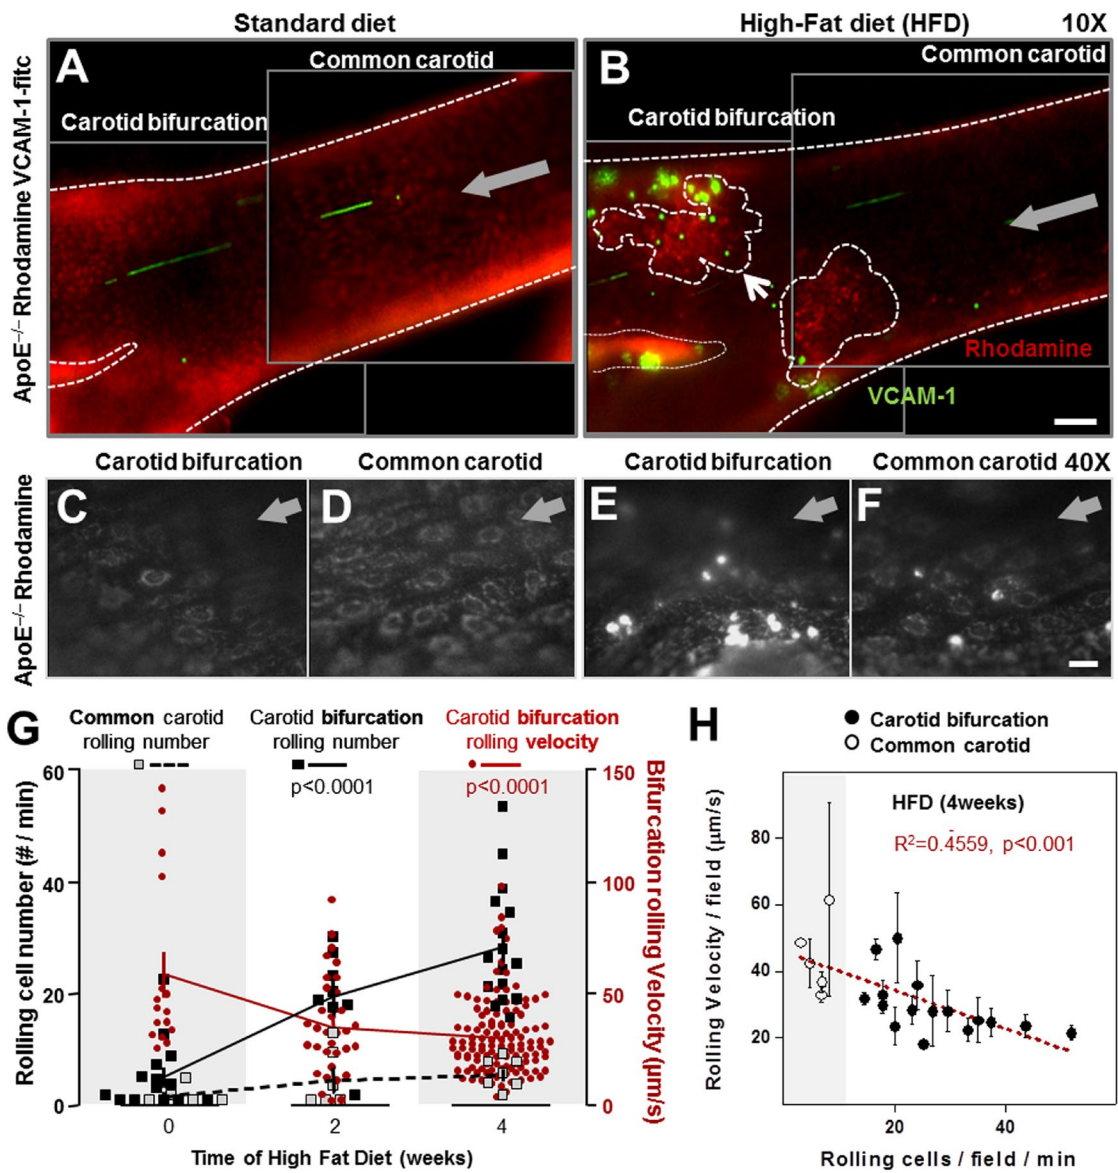 Standard diet
High-Fat diet (HFD)
10X
ApoE–/– Rhodamine VCAM-1-fitc
A
Common carotid
Carotid bifurcation
B
Common carotid
Carotid bifurcation
Rhodamine
VCAM-1
Carotid bifurcation
Common carotid
Carotid bifurcation
Common carotid 40X
ApoE–/– Rhodamine
C
D
E
F
G
Common carotid
rolling number
Carotid bifurcation
rolling number
p<0.0001
Carotid bifurcation
rolling velocity
p<0.0001
Rolling cell number (# / min)
60
40
20
0
150
100
50
0
Bifurcation rolling Velocity (µm/s)
0
2
4
Time of High Fat Diet (weeks)
H
Carotid bifurcation
Common carotid
HFD (4weeks)
R²=0.4559, p<0.001
Rolling Velocity / field (µm/s)
80
60
40
20
20
40
Rolling cells / field / min